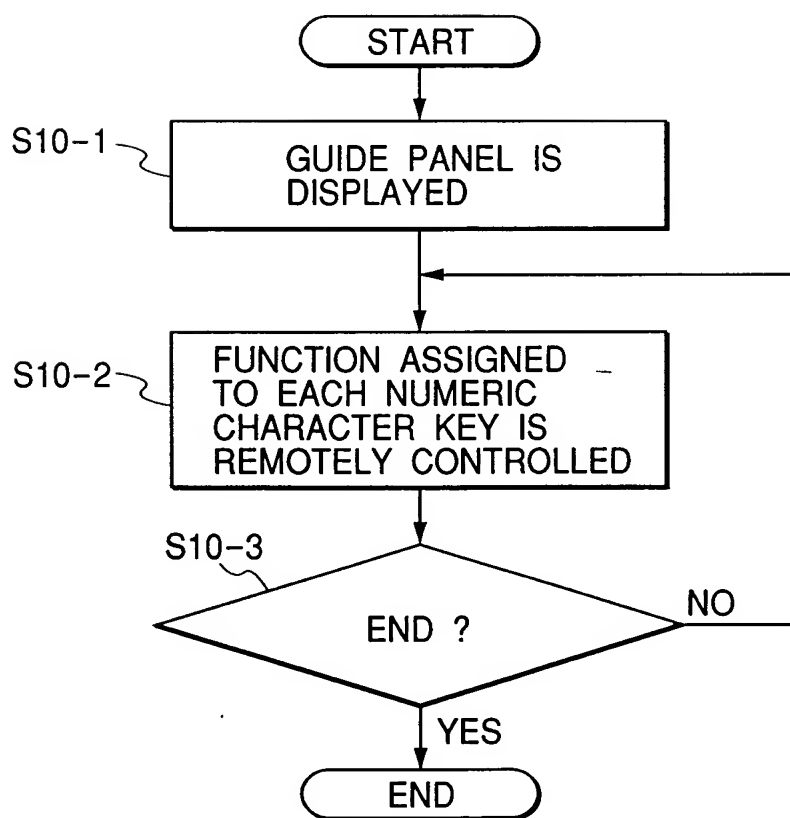 START
S10-1
GUIDE PANEL IS
DISPLAYED
S10-2
FUNCTION ASSIGNED
TO EACH NUMERIC
CHARACTER KEY IS
REMOTELY CONTROLLED
S10-3
END ?
NO
YES
END